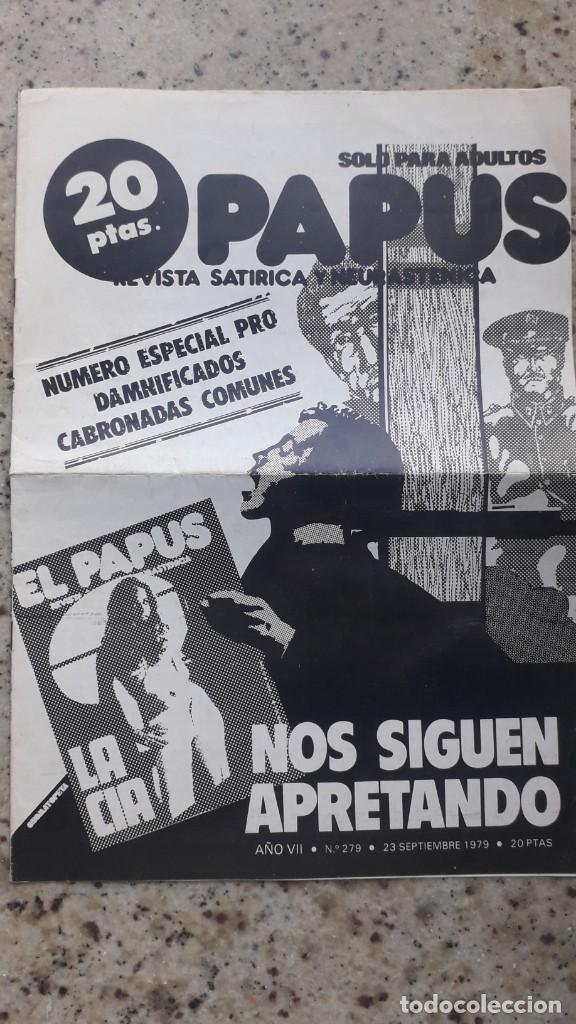 SOLO PARA ADULTOS
20
ptas.
PAPUS
REVISTA SATIRICA Y NEURASTENICA
NUMERO ESPECIAL PRO
DAMNIFICADOS
CABRONADAS COMUNES
EL PAPUS
LA
CIA
NOS SIGUEN
APRETANDO
AÑO VII • N.º 279 • 23 SEPTIEMBRE 1979 • 20 PTAS
todocoleccion.net